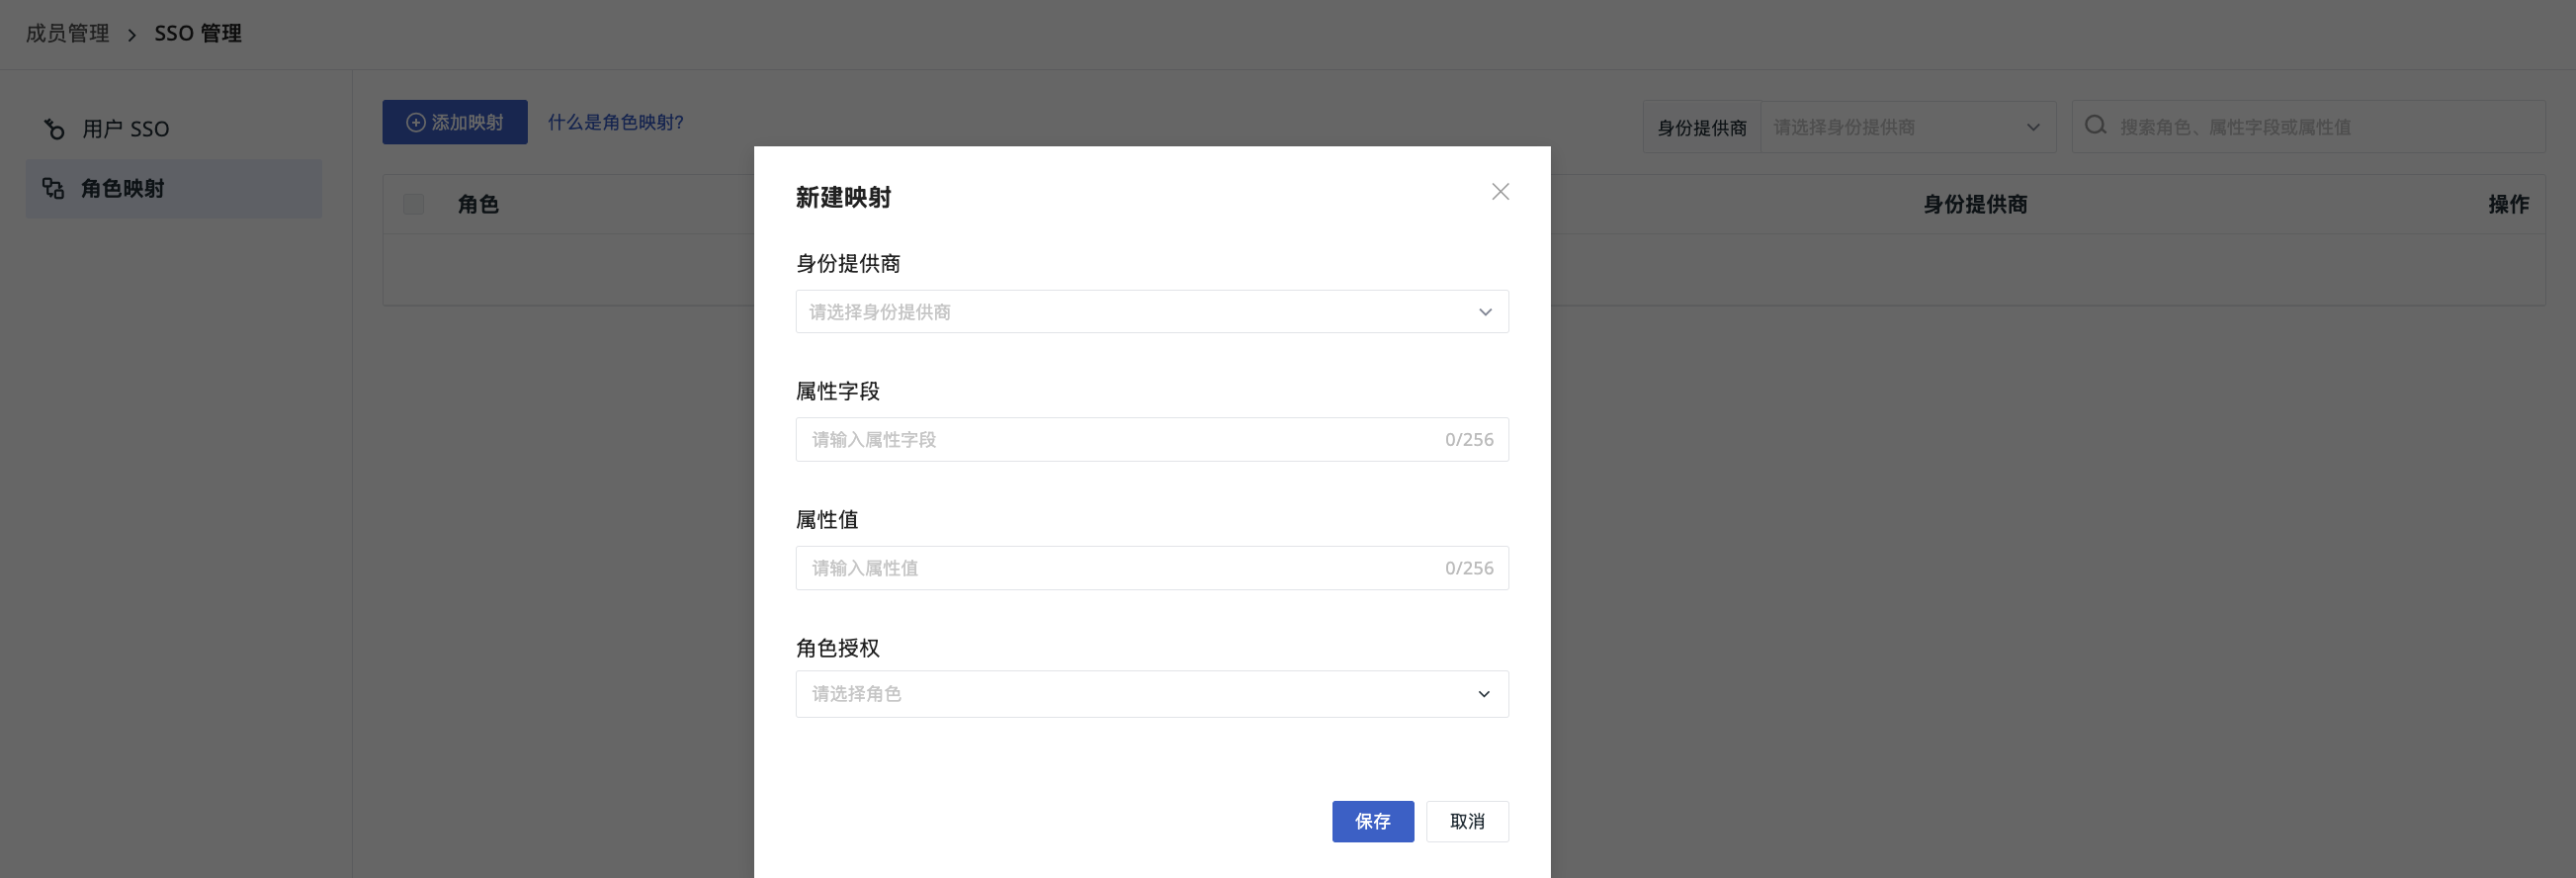 成员管理 > SSO 管理
用户 SSO
角色映射
添加映射 什么是角色映射?
身份提供商 请选择身份提供商 搜索角色、属性字段或属性值
角色 身份提供商 操作
新建映射
身份提供商
请选择身份提供商
属性字段
请输入属性字段 0/256
属性值
请输入属性值 0/256
角色授权
请选择角色
保存 取消